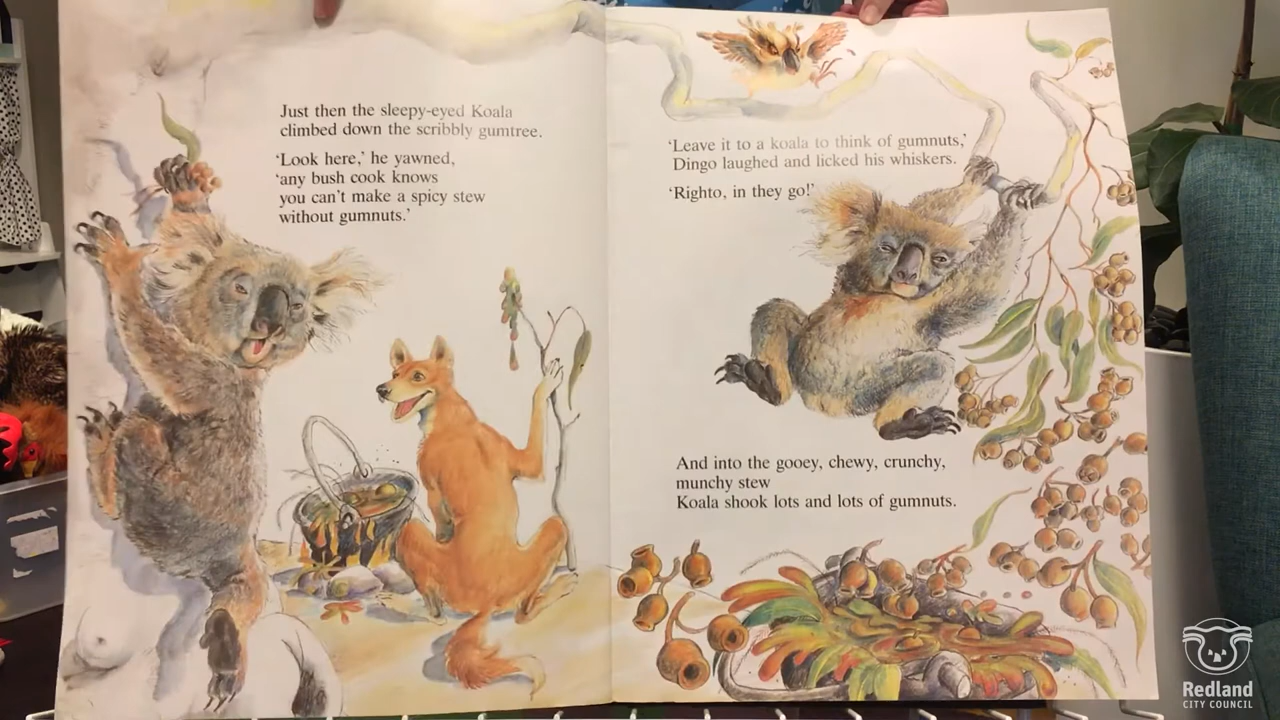 Just then the sleepy-eyed Koala
climbed down the scribbly gumtree.
‘Look here,’ he yawned,
‘any bush cook knows
you can’t make a spicy stew
without gumnuts.’
‘Leave it to a koala to think of gumnuts,’
Dingo laughed and licked his whiskers.
‘Righto, in they go!’
And into the gooey, chewy, crunchy,
munchy stew
Koala shook lots and lots of gumnuts.
Redland
CITY COUNCIL